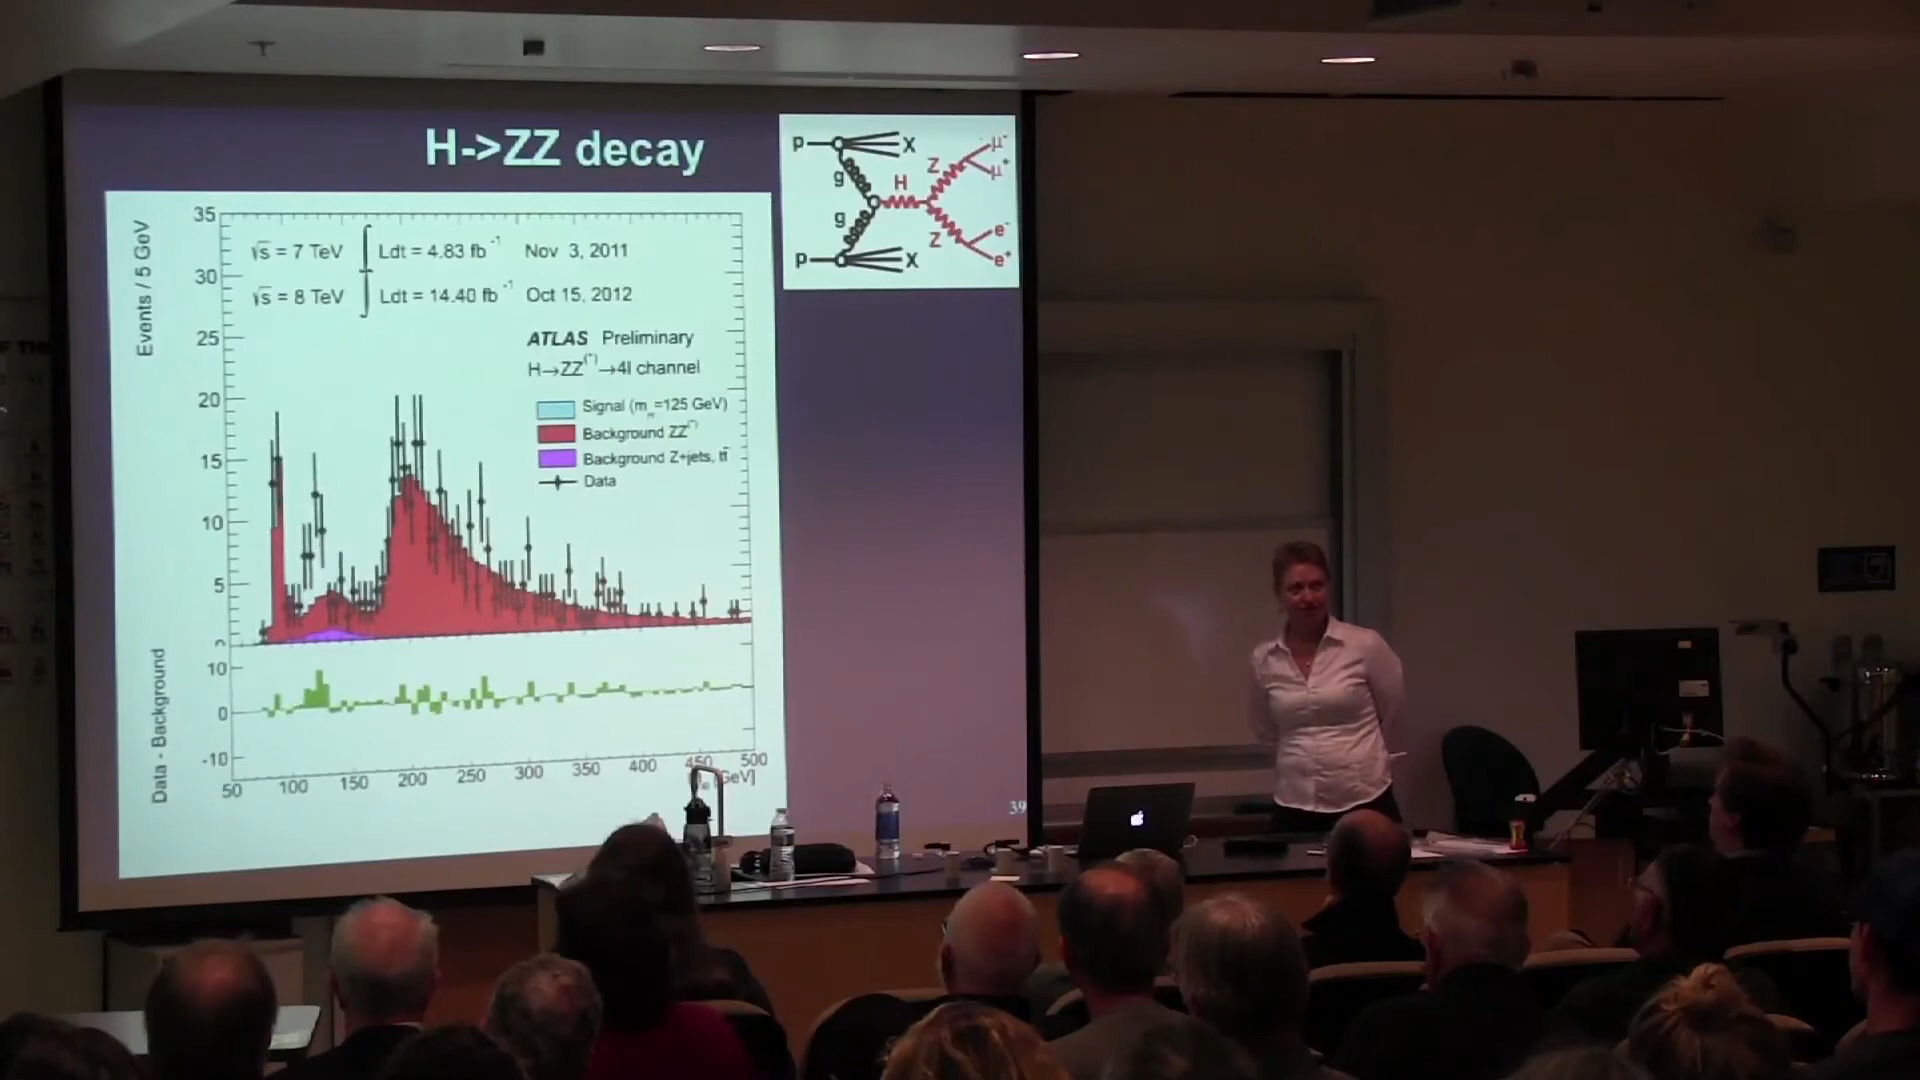 H->ZZ decay
p
X
g
H
Z
μ-
μ+
g
Z
e-
e+
p
X
Events / 5 GeV
35
30
25
20
15
10
5
0
√s = 7 TeV ∫ Ldt = 4.83 fb-1 Nov 3, 2011
√s = 8 TeV ∫ Ldt = 14.40 fb-1 Oct 15, 2012
ATLAS Preliminary
H→ZZ(*)→4l channel
Signal (mH=125 GeV)
Background ZZ(*)
Background Z+jets, tt̄
Data
Data - Background
10
0
-10
50 100 150 200 250 300 350 400 450 500
[GeV]
39